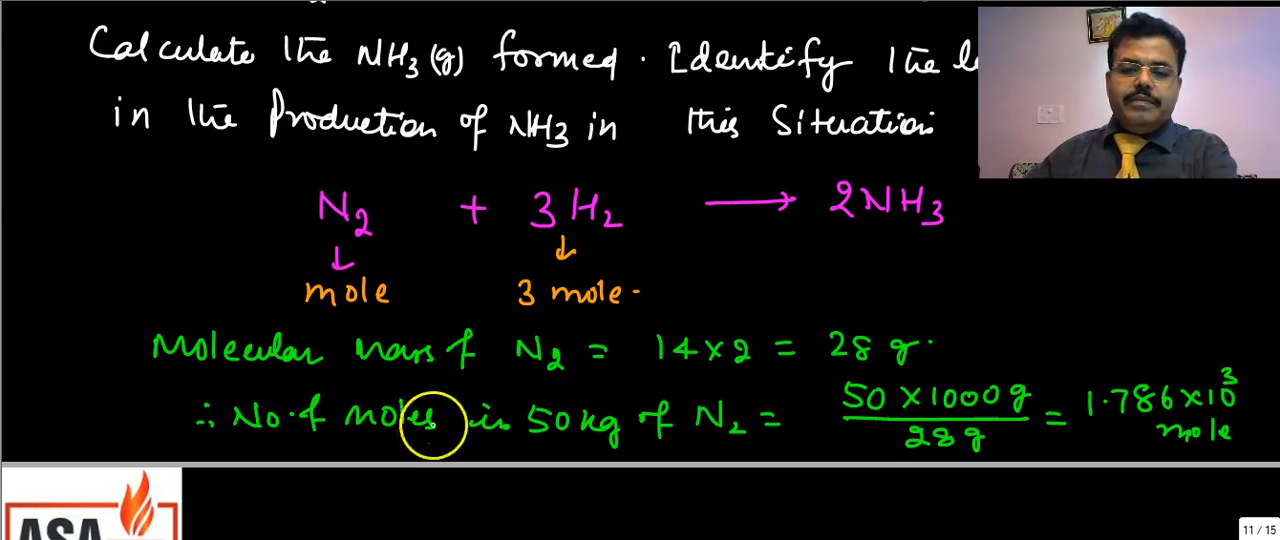 Calculate the NH3(g) formed. Identify the
in the Production of NH3 in this Situation
N2 + 3H2 → 2NH3
↓ ↓
mole 3 mole.
Molecular mass of N2 = 14×2 = 28 g.
∴ No. of moles in 50 kg of N2 = 50×1000 g / 28 g = 1.786×10³ mole
ASA
11 / 15